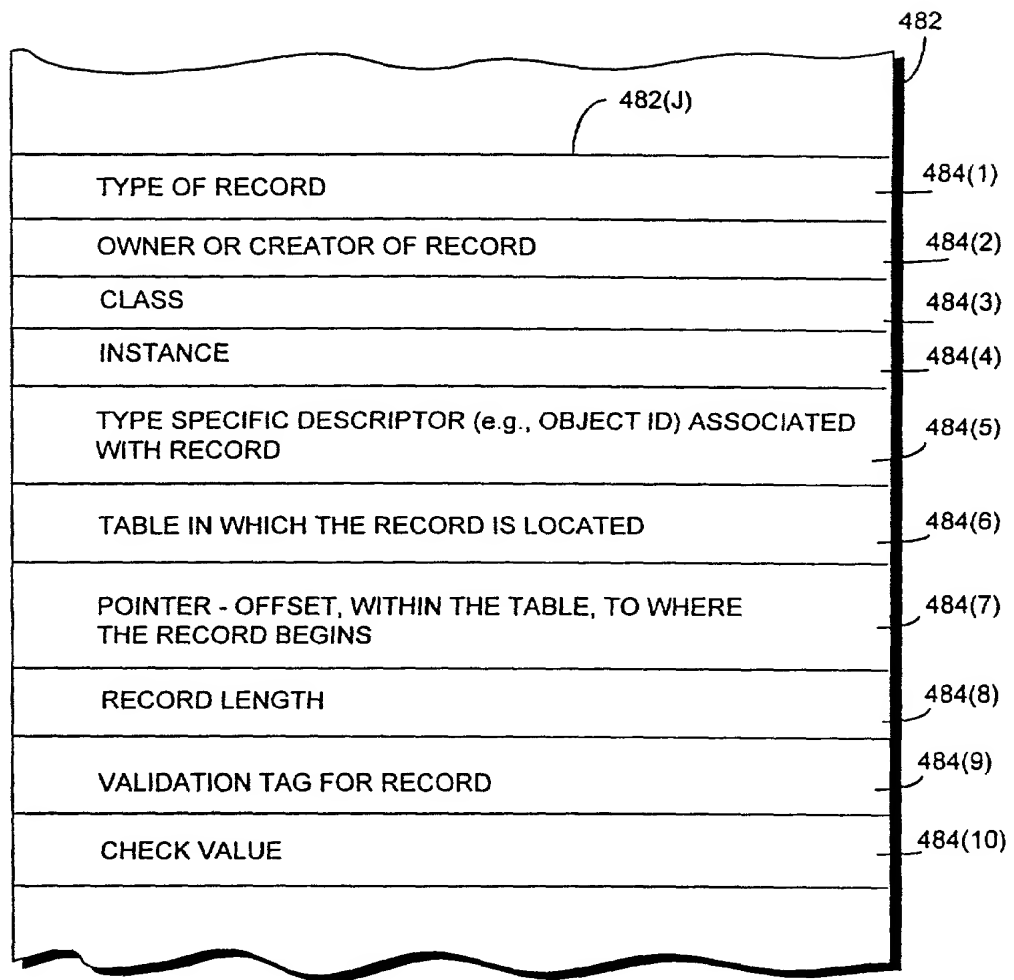 482
482(J)
TYPE OF RECORD
484(1)
OWNER OR CREATOR OF RECORD
484(2)
CLASS
484(3)
INSTANCE
484(4)
TYPE SPECIFIC DESCRIPTOR (e.g., OBJECT ID) ASSOCIATED
WITH RECORD
484(5)
TABLE IN WHICH THE RECORD IS LOCATED
484(6)
POINTER - OFFSET, WITHIN THE TABLE, TO WHERE
THE RECORD BEGINS
484(7)
RECORD LENGTH
484(8)
VALIDATION TAG FOR RECORD
484(9)
CHECK VALUE
484(10)